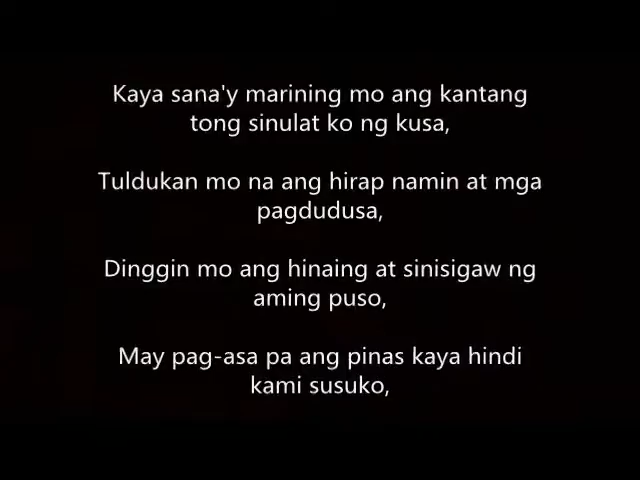 Kaya sana'y marining mo ang kantang
tong sinulat ko ng kusa,
Tuldukan mo na ang hirap namin at mga
pagdudusa,
Dinggin mo ang hinaing at sinisigaw ng
aming puso,
May pag-asa pa ang pinas kaya hindi
kami susuko,